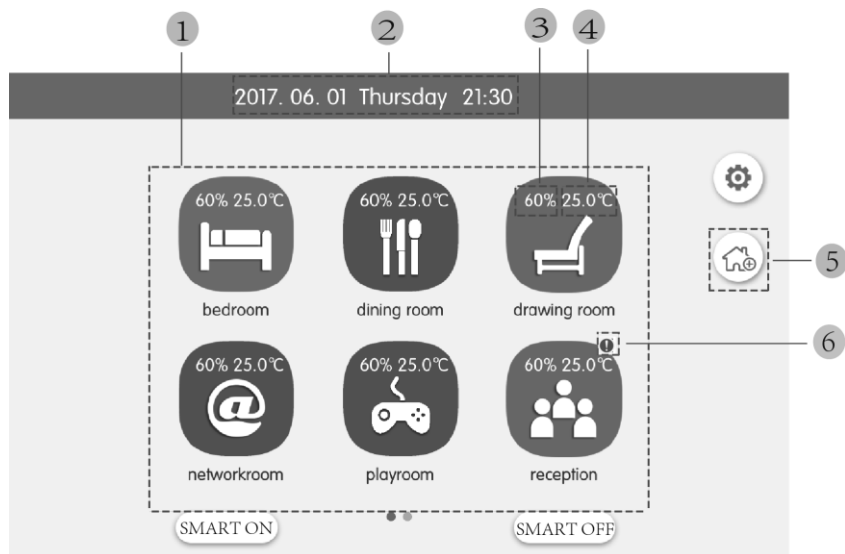 1 2 3 4
2017. 06. 01 Thursday 21:30
60% 25.0℃ 60% 25.0℃ 60% 25.0℃
5
bedroom dining room drawing room
6
60% 25.0℃ 60% 25.0℃ 60% 25.0℃
@
networkroom playroom reception
SMART ON SMART OFF